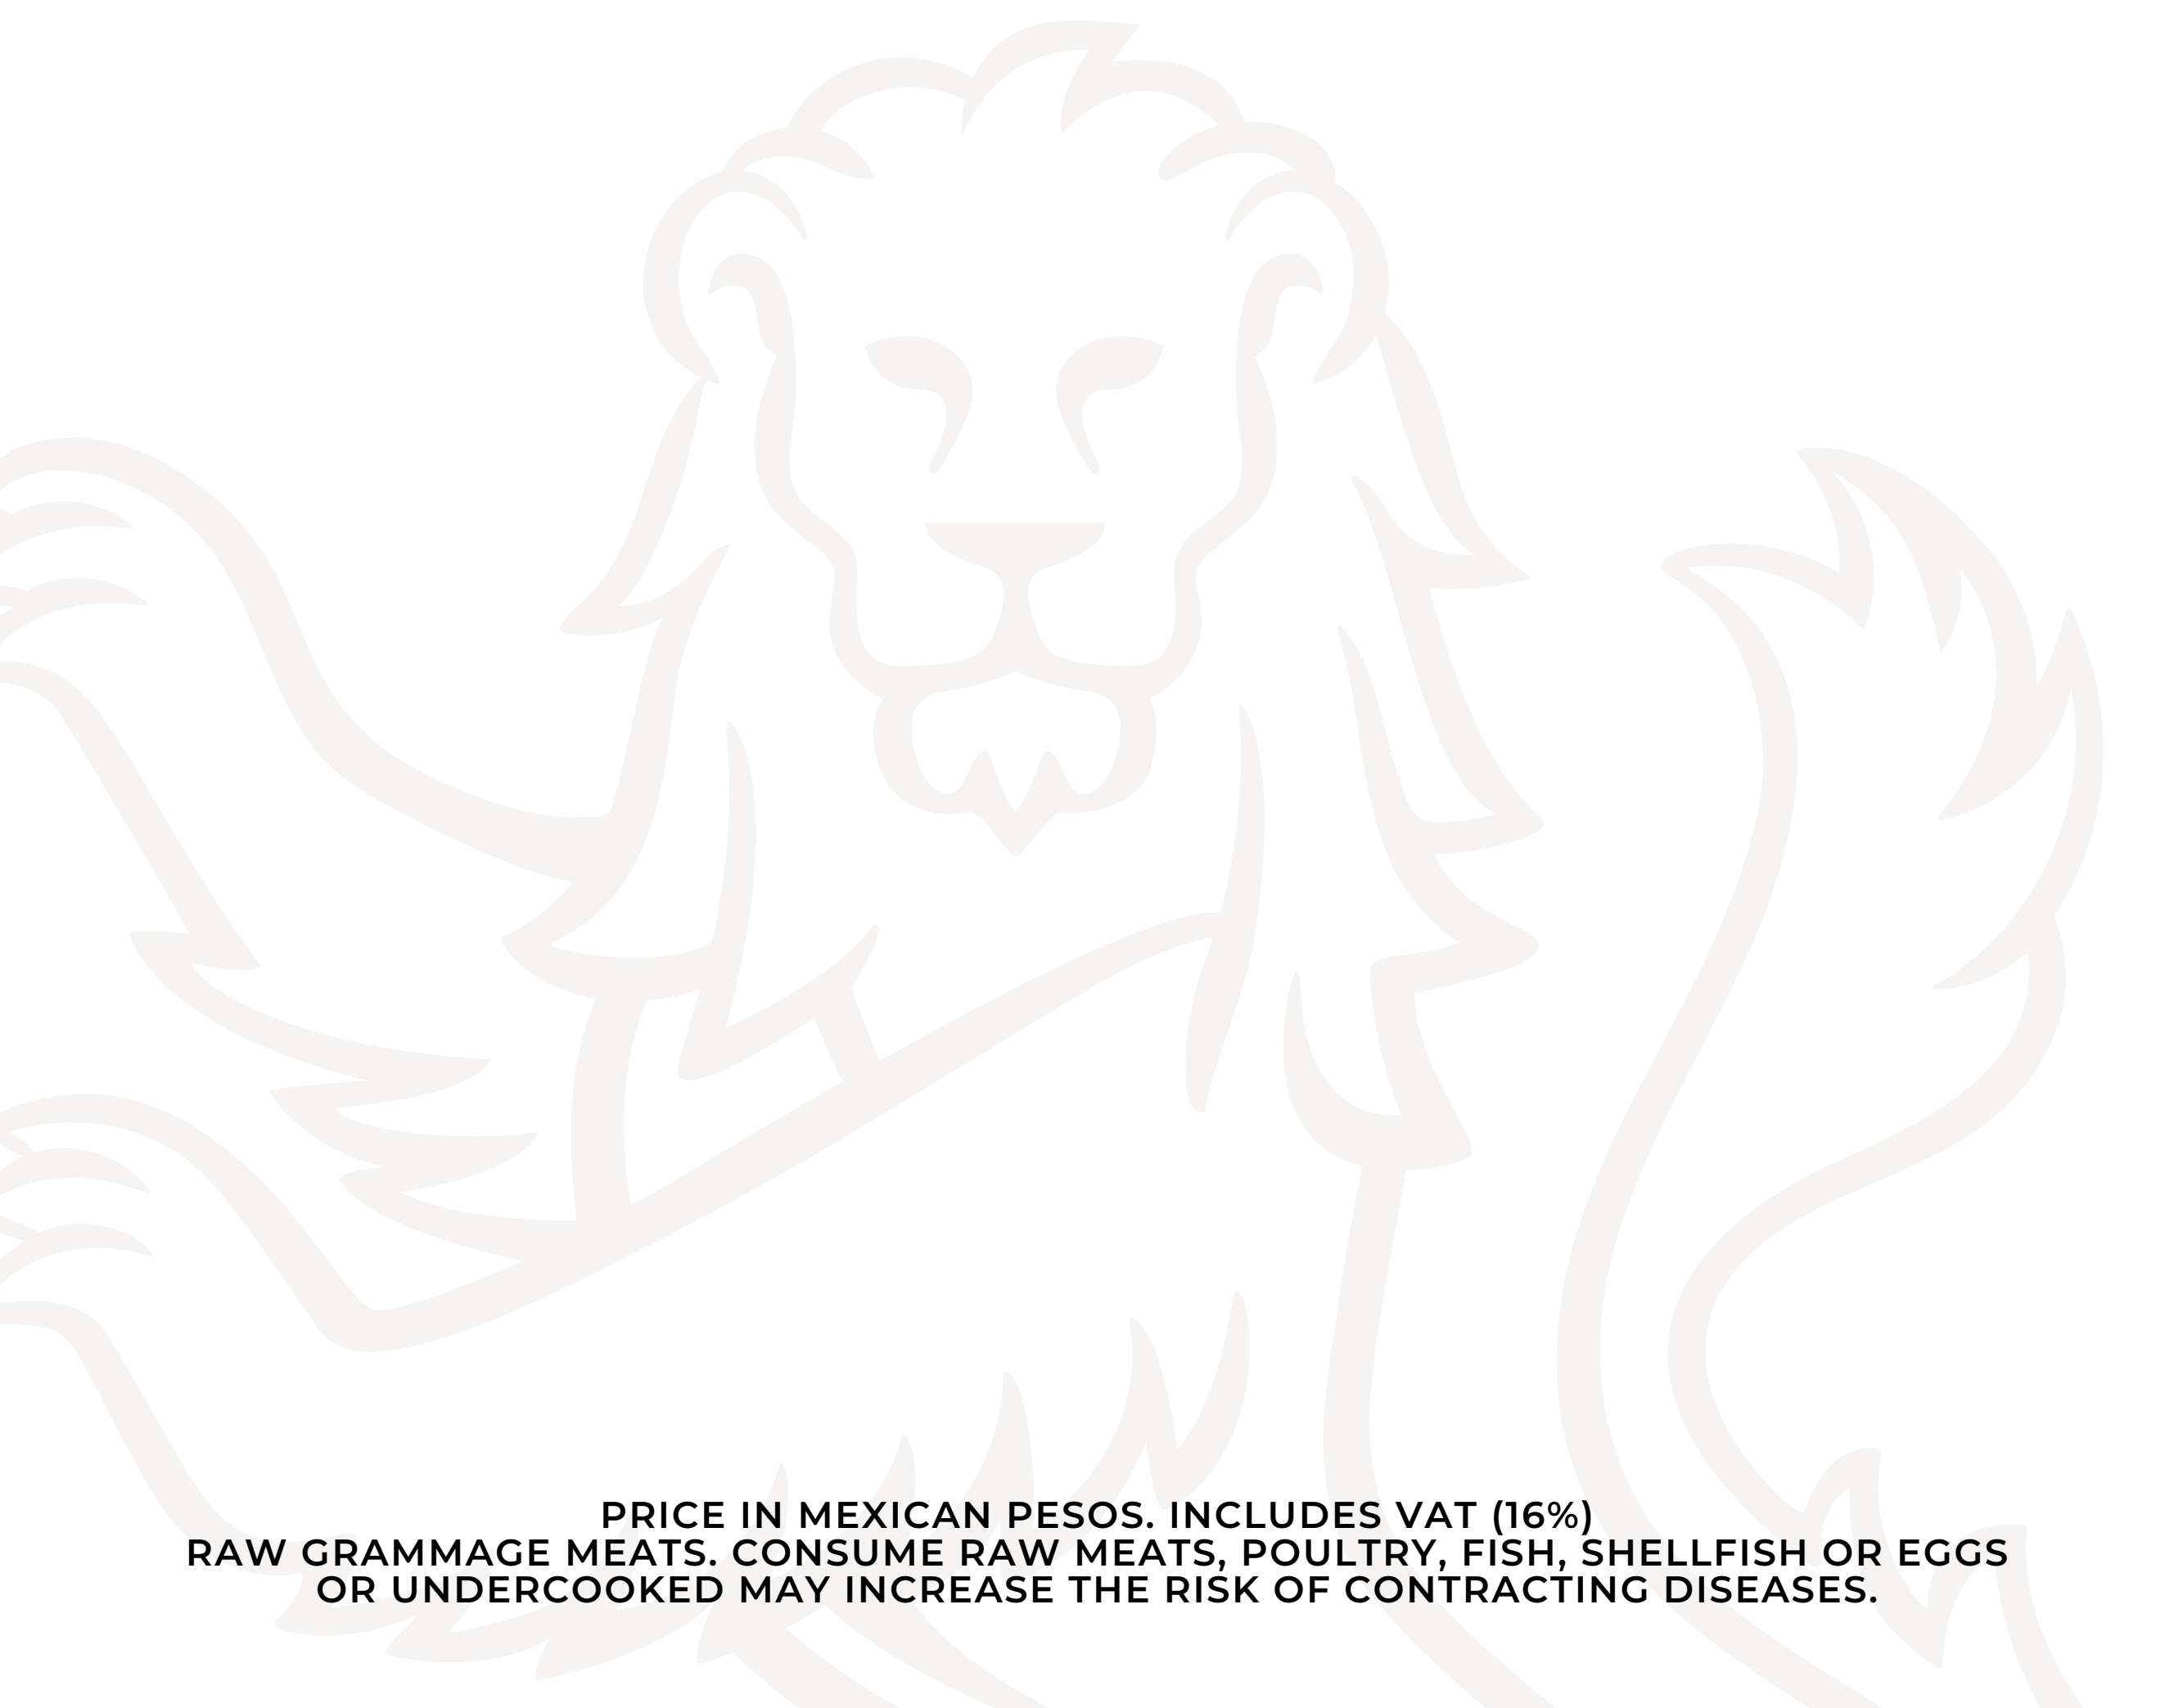 PRICE IN MEXICAN PESOS. INCLUDES VAT (16%)
RAW GRAMMAGE MEATS. CONSUME RAW MEATS, POULTRY, FISH, SHELLFISH OR EGGS
OR UNDERCOOKED MAY INCREASE THE RISK OF CONTRACTING DISEASES.